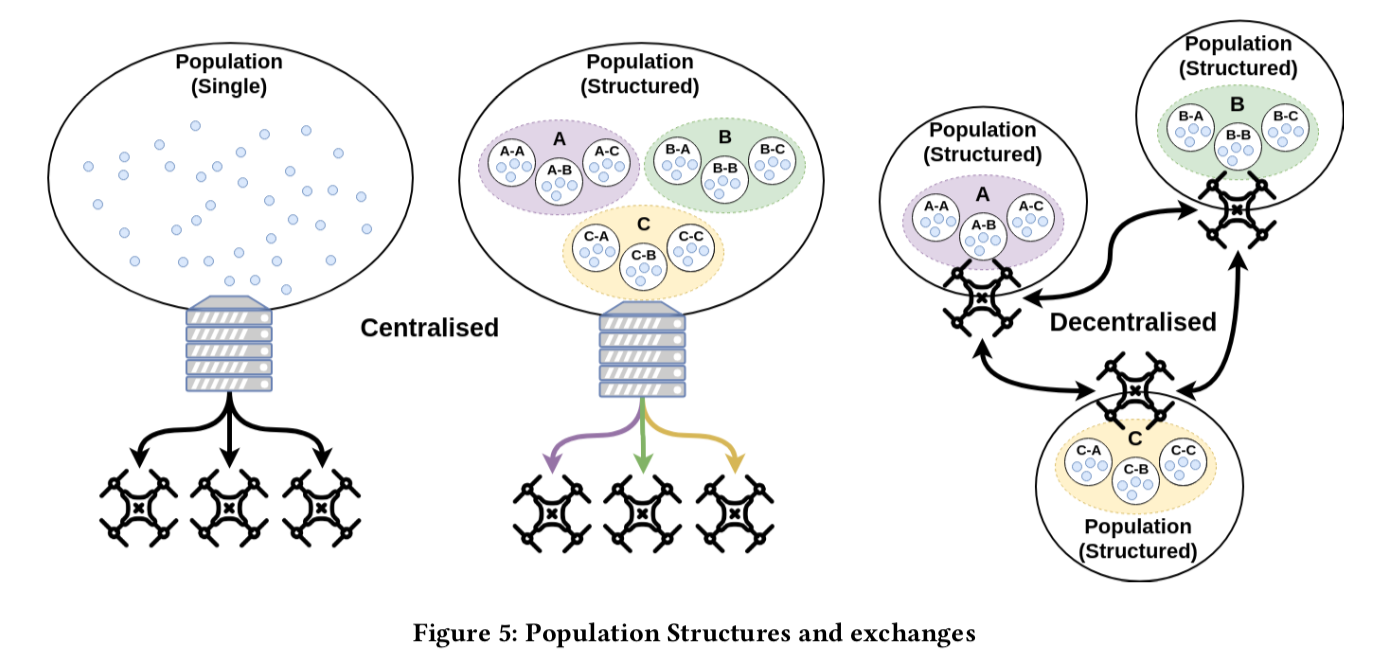 Population
(Single)
Population
(Structured)
A
A-A
A-B
A-C
B
B-A
B-B
B-C
C
C-A
C-B
C-C
Centralised
Population
(Structured)
A
A-A
A-B
A-C
Population
(Structured)
B
B-A
B-B
B-C
Decentralised
C
C-A
C-B
C-C
Population
(Structured)
Figure 5: Population Structures and exchanges